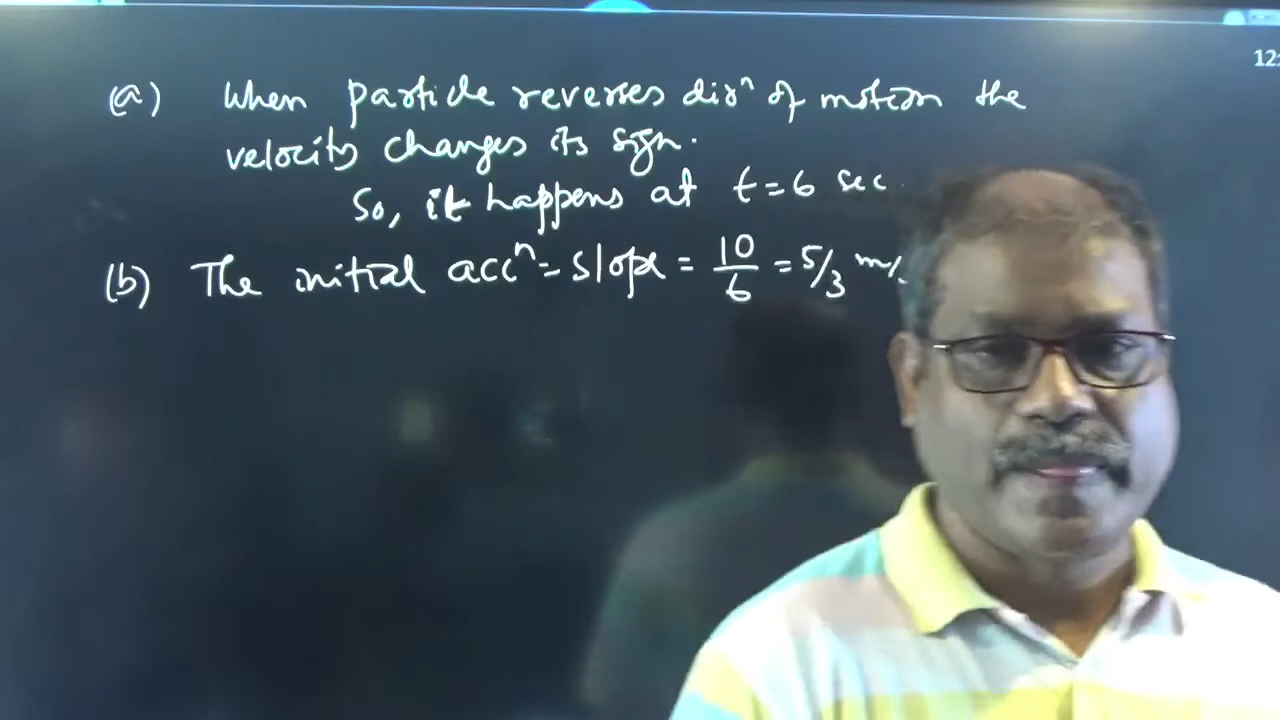 12:
(a) When particle reverses dirⁿ of motion the
velocity changes its sign.
So, it happens at t = 6 sec.
(b) The initial accⁿ = slope = 10/6 = 5/3 m/